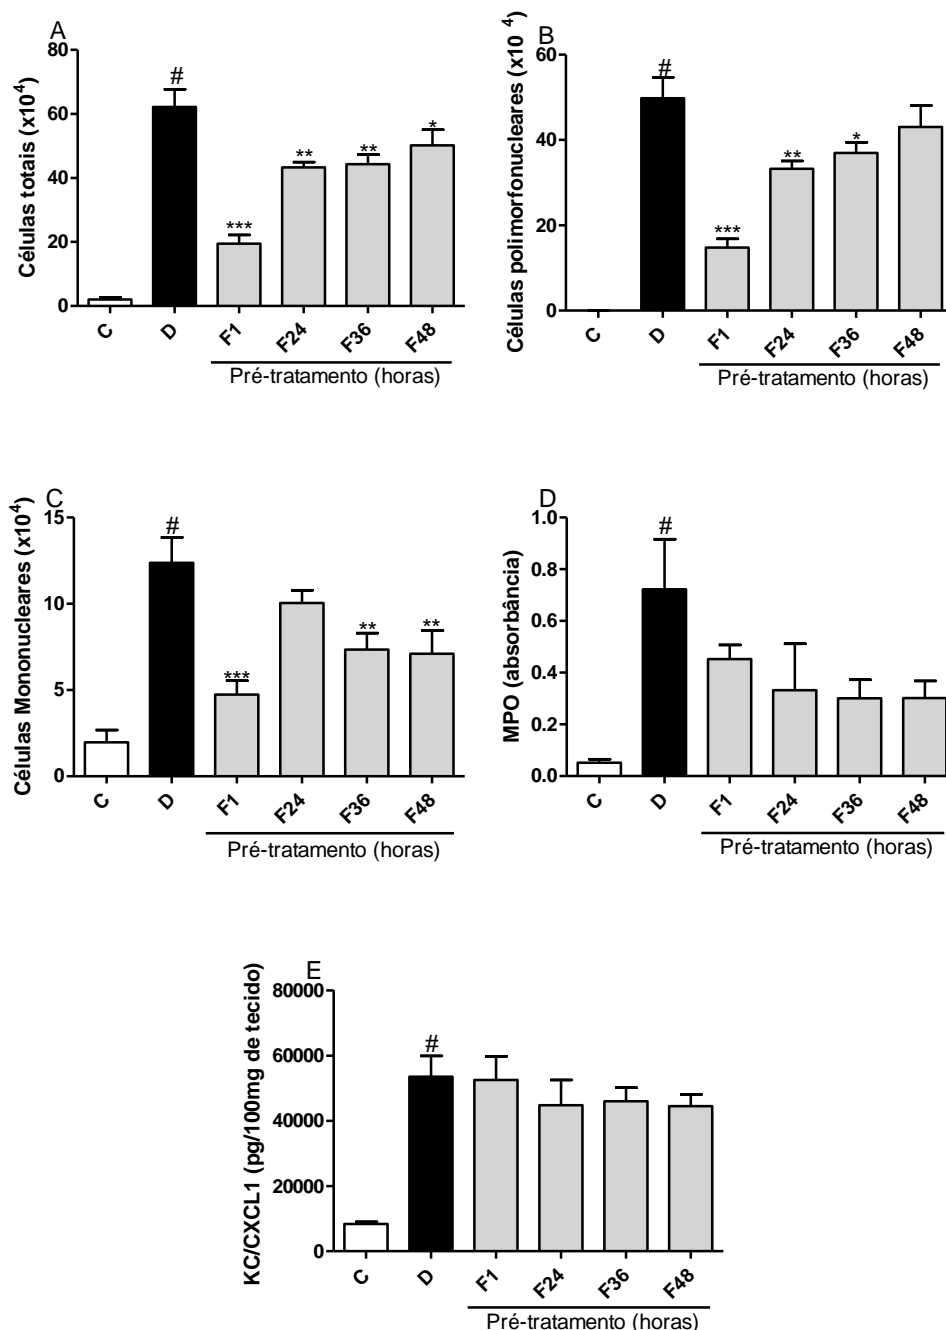 A
Células totais (x10⁴)
80
60
40
20
0
#
***
**
**
*
C
D
F1
F24
F36
F48
Pré-tratamento (horas)
B
Células polimorfonucleares (x10⁴)
60
40
20
0
#
***
**
*
C
D
F1
F24
F36
F48
Pré-tratamento (horas)
C
Células Mononucleares (x10⁴)
15
10
5
0
#
***
**
**
C
D
F1
F24
F36
F48
Pré-tratamento (horas)
D
MPO (absorbância)
1.0
0.8
0.6
0.4
0.2
0.0
#
C
D
F1
F24
F36
F48
Pré-tratamento (horas)
E
KC/CXCL1 (pg/100mg de tecido)
80000
60000
40000
20000
0
#
C
D
F1
F24
F36
F48
Pré-tratamento (horas)